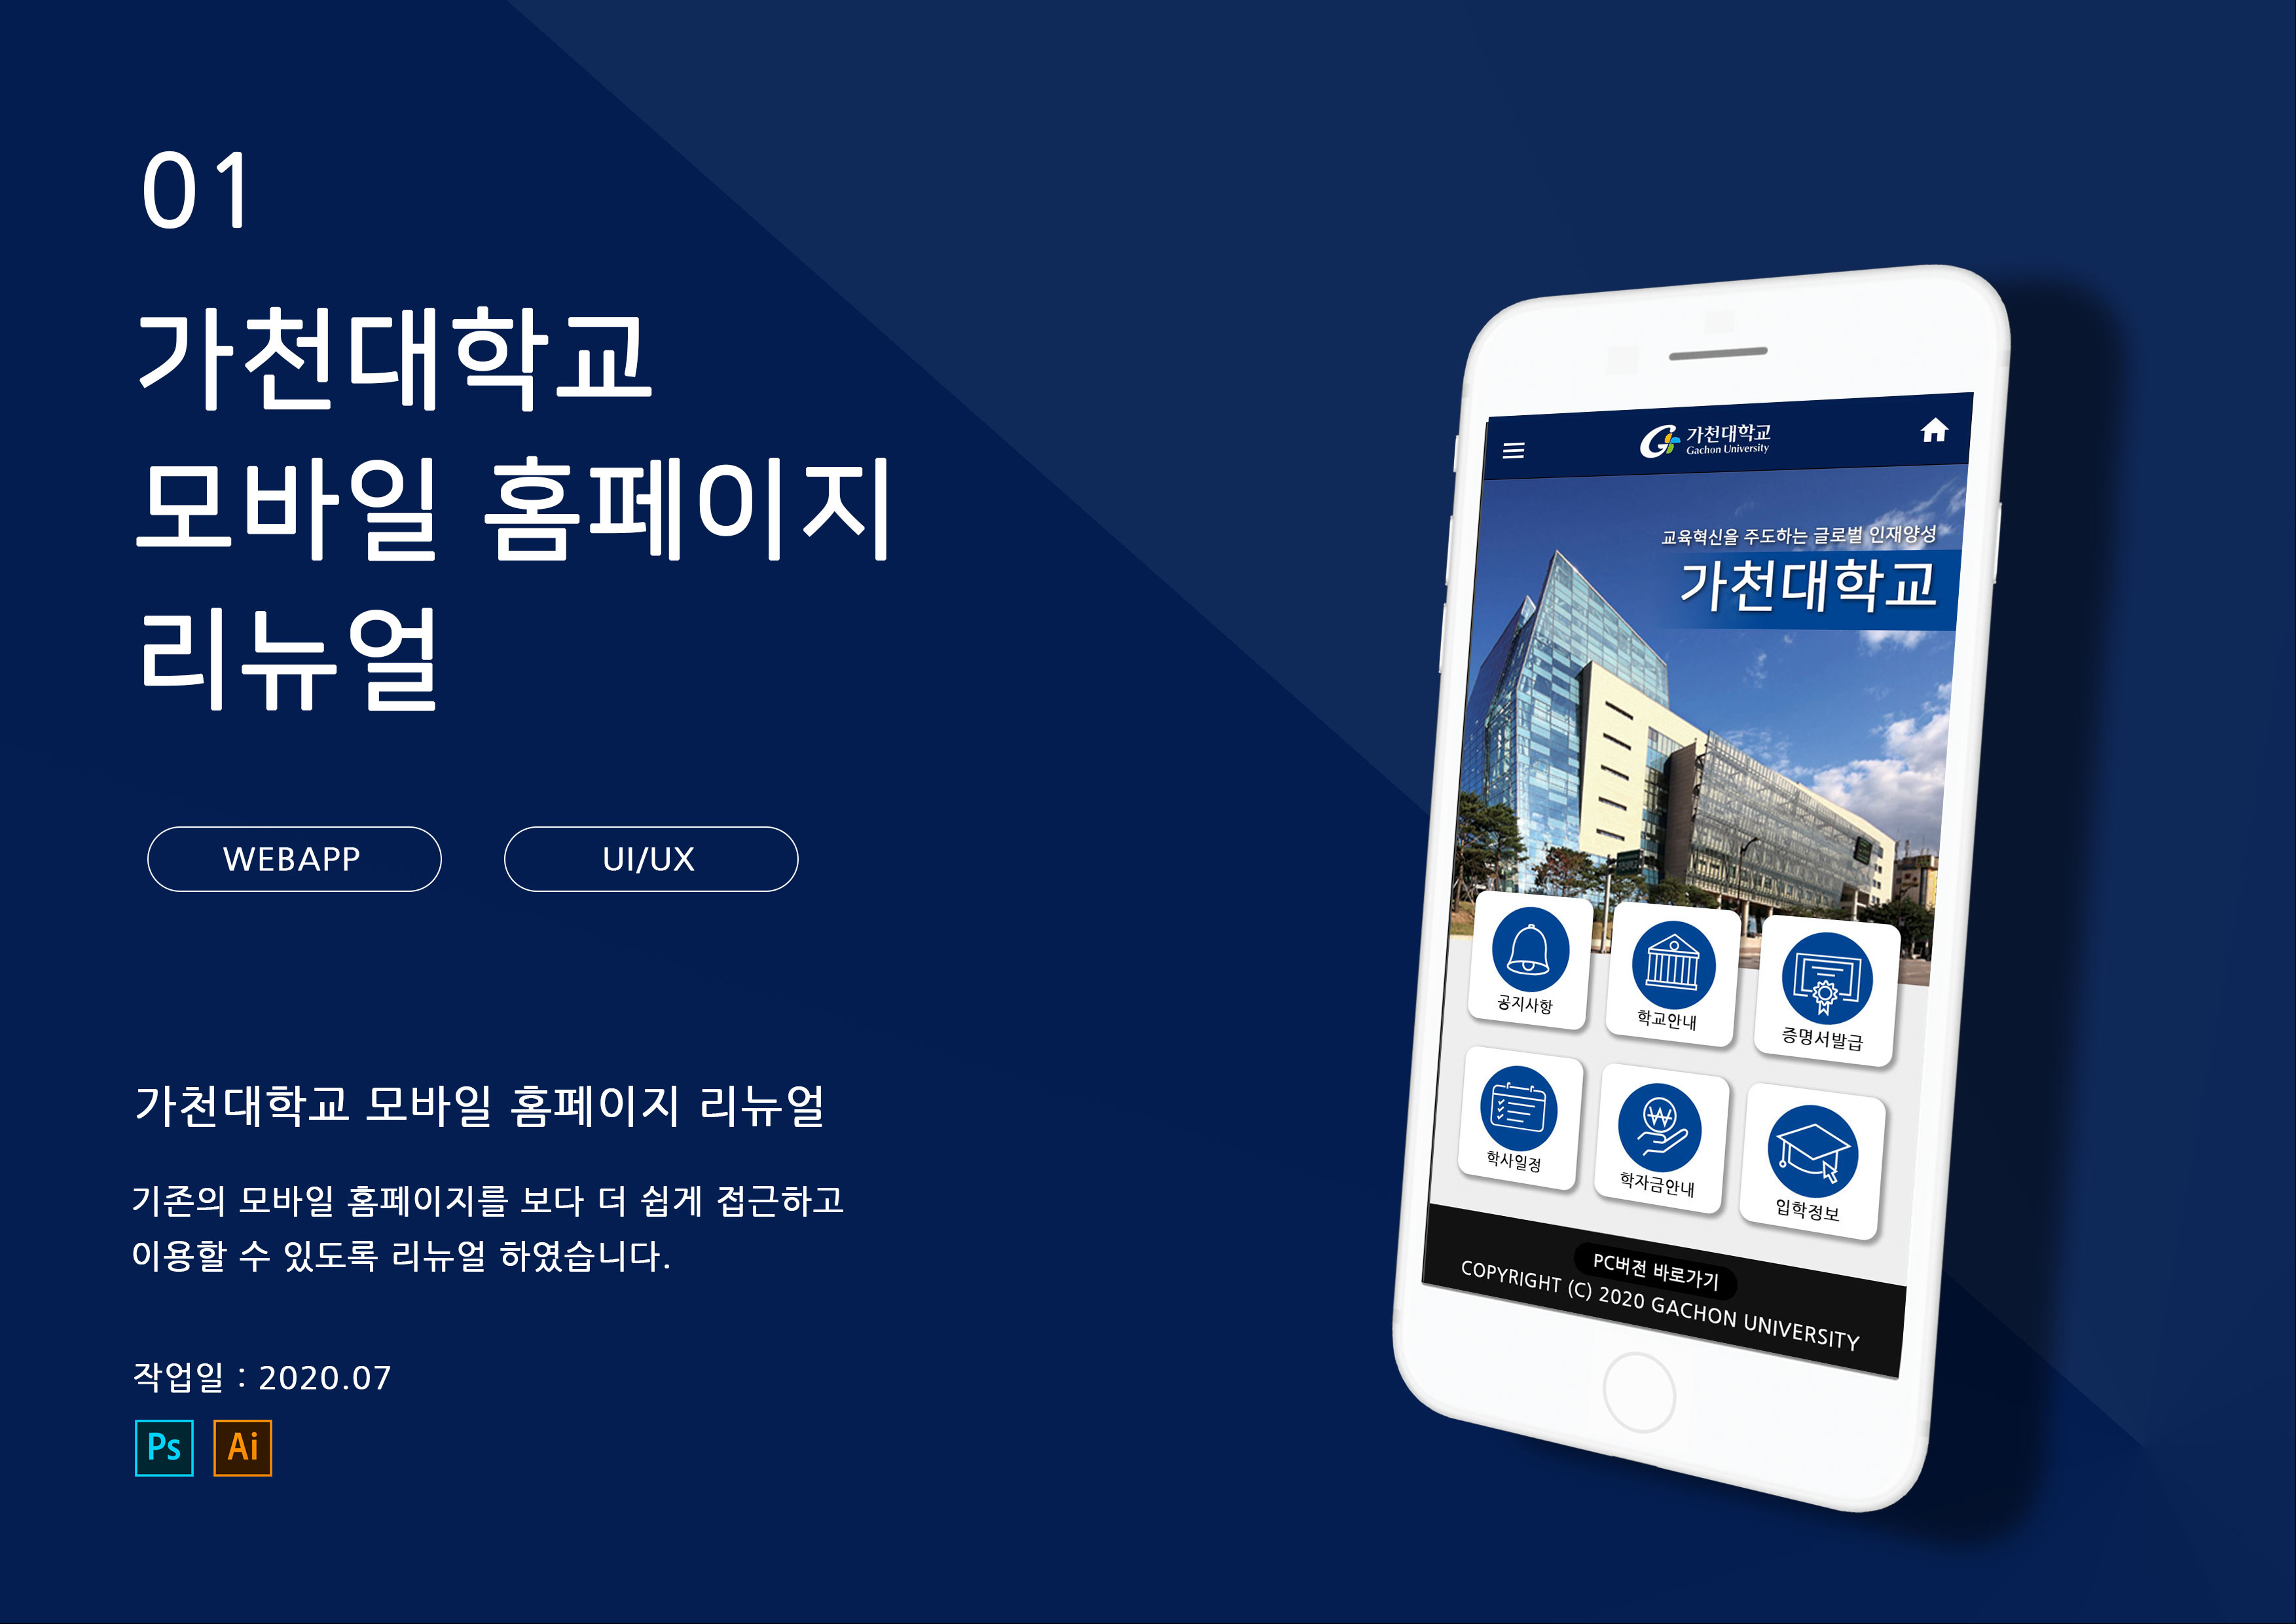 01
가천대학교
모바일 홈페이지
리뉴얼
WEBAPP
UI/UX
가천대학교 모바일 홈페이지 리뉴얼
기존의 모바일 홈페이지를 보다 더 쉽게 접근하고
이용할 수 있도록 리뉴얼 하였습니다.
작업일 : 2020.07
Ps
Ai
가천대학교
Gachon University
교육혁신을 주도하는 글로벌 인재양성
가천대학교
공지사항
학교안내
증명서발급
학사일정
학자금안내
입학정보
PC버전 바로가기
COPYRIGHT (C) 2020 GACHON UNIVERSITY